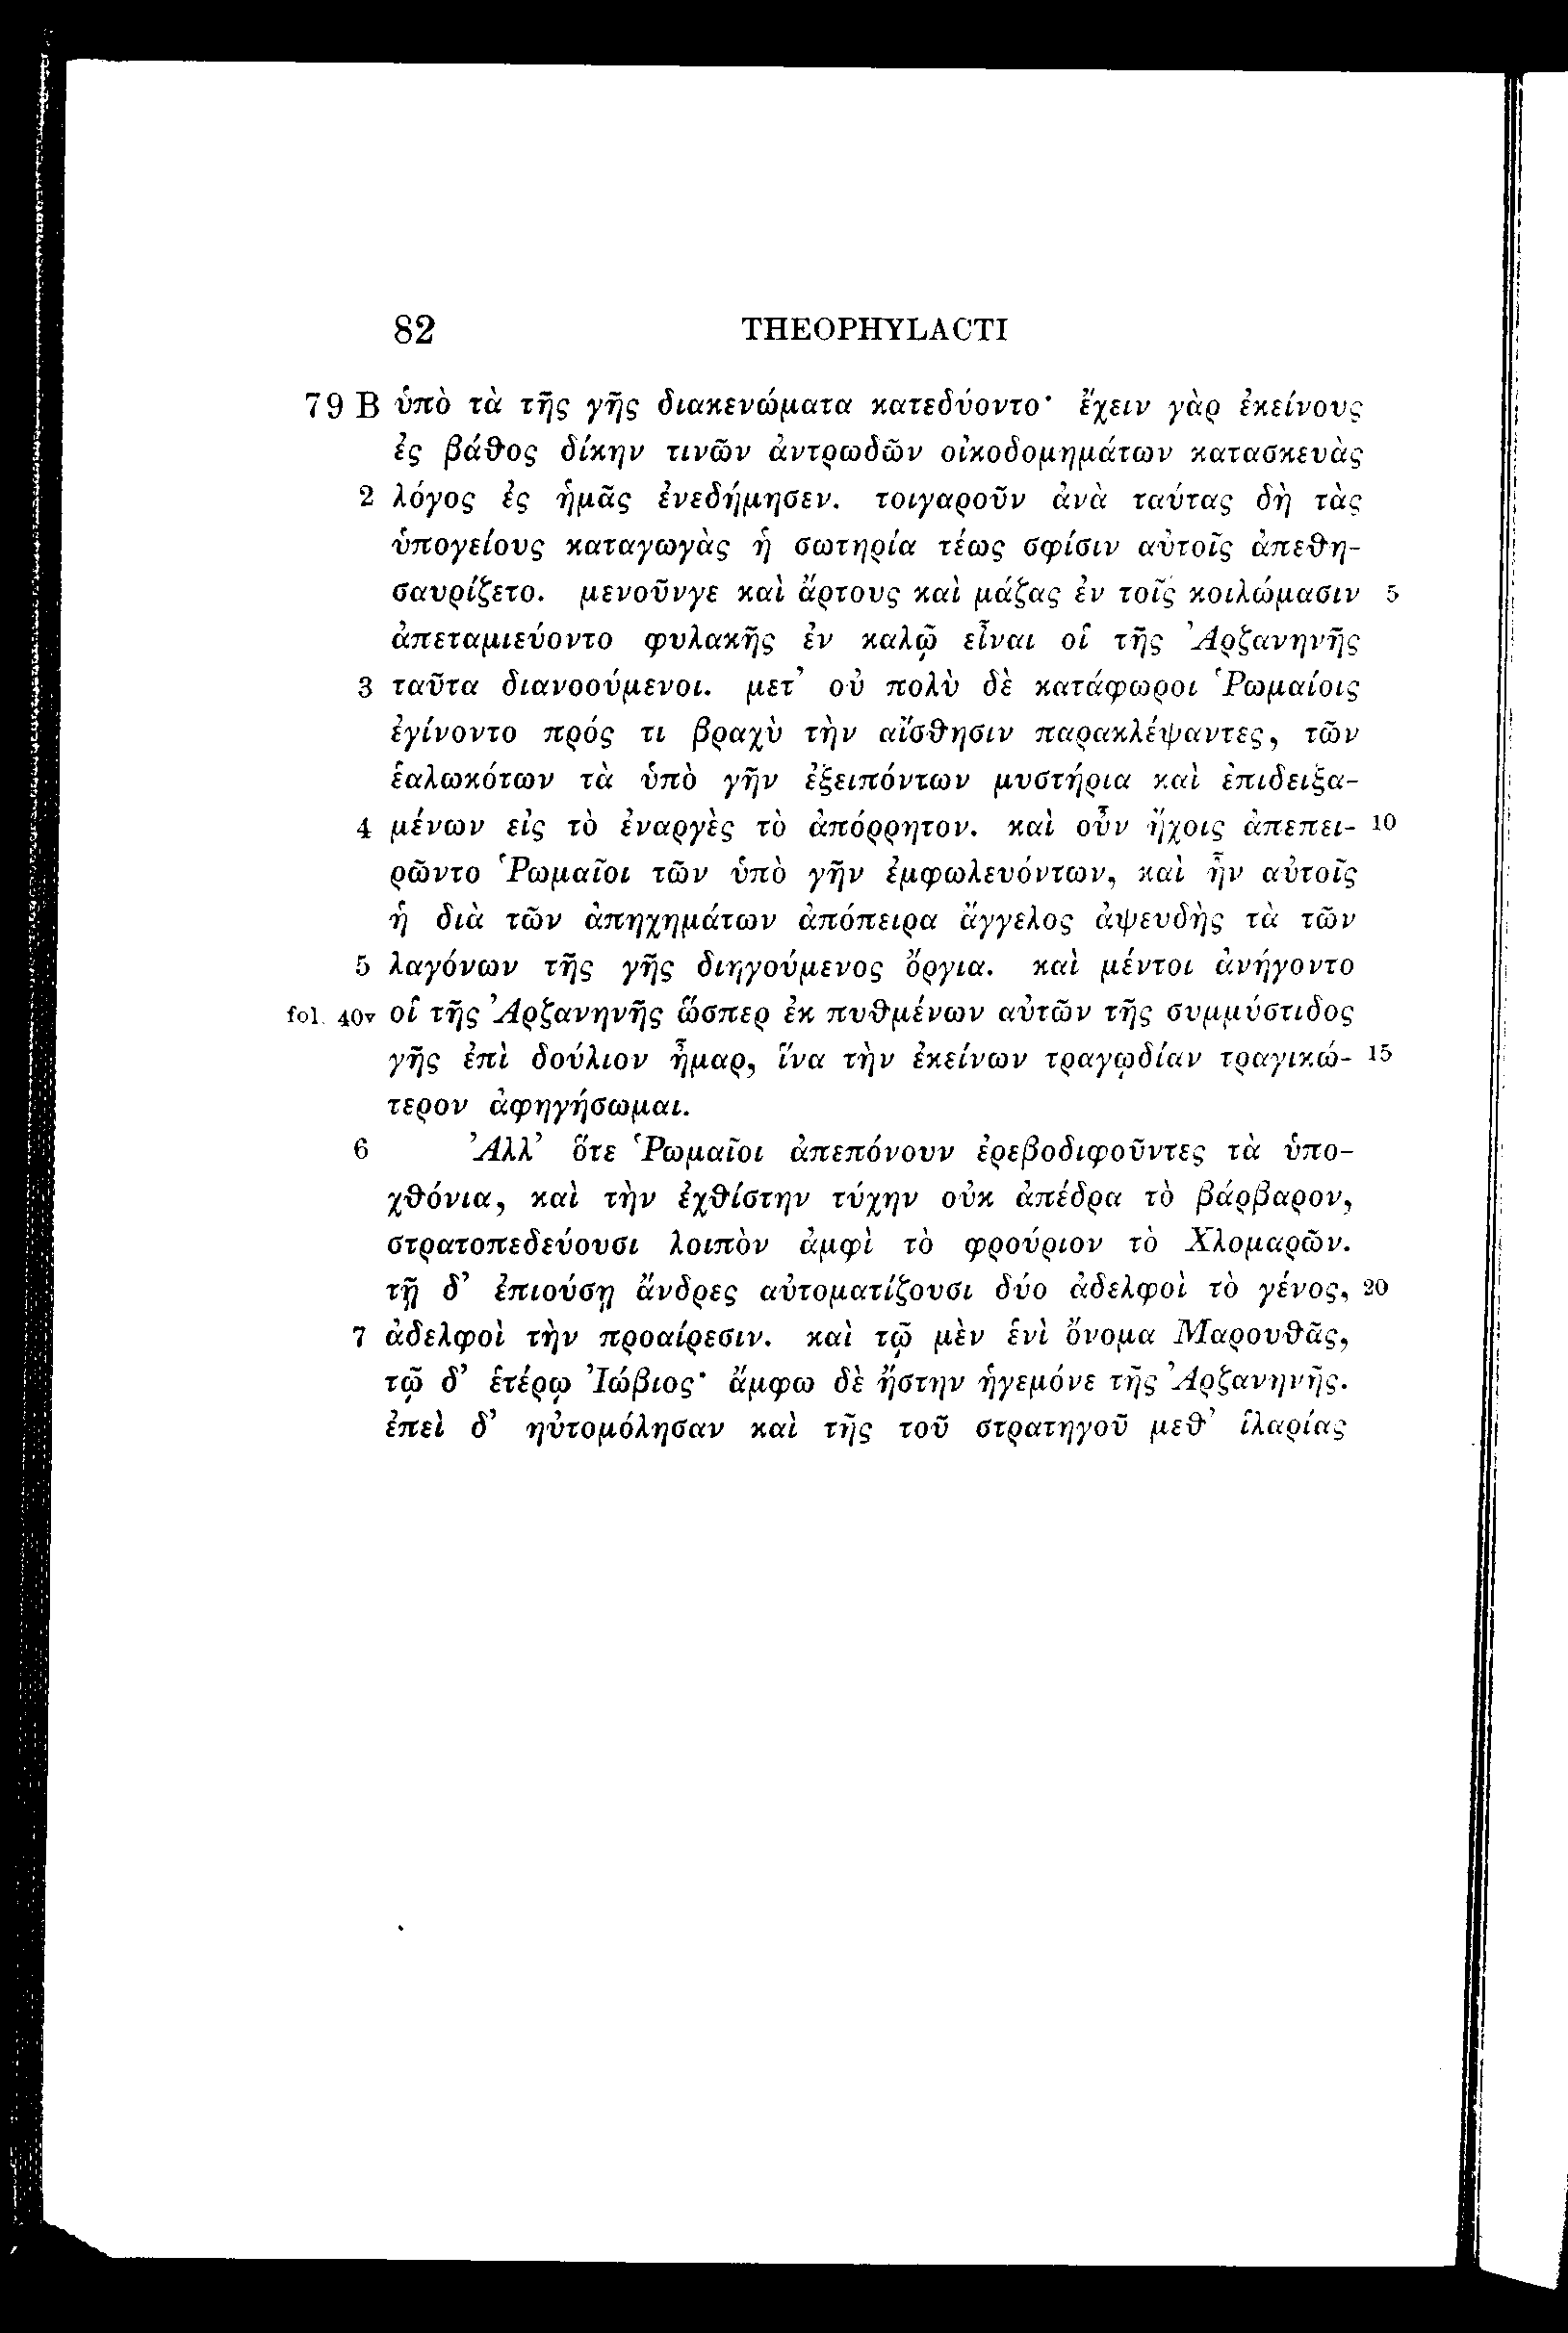 82 THEOPHYLACTI
79 B ὑπὸ τὰ τῆς γῆς διακενώματα κατεδύοντο· ἔχειν γὰρ ἐκείνους
ἐς βάθος δίκην τινῶν ἀντρωδῶν οἰκοδομημάτων κατασκευὰς
2 λόγος ἐς ἡμᾶς ἐνεδήμησεν. τοιγαροῦν ἀνὰ ταύτας δὴ τὰς
ὑπογείους καταγωγὰς ἡ σωτηρία τέως σφίσιν αὐτοῖς ἀπεθη-
σαυρίζετο. μενοῦνγε καὶ ἄρτους καὶ μάζας ἐν τοῖς κοιλώμασιν 5
ἀπεταμιεύοντο φυλακῆς ἐν καλῷ εἶναι οἱ τῆς Ἀρζανηνῆς
3 ταῦτα διανοούμενοι. μετ’ οὐ πολὺ δὲ κατάφωροι Ῥωμαίοις
ἐγίνοντο πρός τι βραχὺ τὴν αἴσθησιν παρακλέψαντες, τῶν
ἑαλωκότων τὰ ὑπὸ γῆν ἐξειπόντων μυστήρια καὶ ἐπιδειξα-
4 μένων εἰς τὸ ἐναργὲς τὸ ἀπόρρητον. καὶ οὖν ἤχοις ἀπεπει- 10
ρῶντο Ῥωμαῖοι τῶν ὑπὸ γῆν ἐμφωλευόντων, καὶ ἦν αὐτοῖς
ἡ διὰ τῶν ἀπηχημάτων ἀπόπειρα ἄγγελος ἀψευδὴς τὰ τῶν
5 λαγόνων τῆς γῆς διηγούμενος ὄργια. καὶ μέντοι ἀνήγοντο
fol. 40v οἱ τῆς Ἀρζανηνῆς ὥσπερ ἐκ πυθμένων αὐτῶν τῆς συμμύστιδος
γῆς ἐπὶ δούλιον ἦμαρ, ἵνα τὴν ἐκείνων τραγῳδίαν τραγικώ- 15
τερον ἀφηγήσωμαι.
6 Ἀλλ’ ὅτε Ῥωμαῖοι ἀπεπόνουν ἐρεβοδιφοῦντες τὰ ὑπο-
χθόνια, καὶ τὴν ἐχθίστην τύχην οὐκ ἀπέδρα τὸ βάρβαρον,
στρατοπεδεύουσι λοιπὸν ἀμφὶ τὸ φρούριον τὸ Χλομαρῶν.
τῇ δ’ ἐπιούσῃ ἄνδρες αὐτοματίζουσι δύο ἀδελφοὶ τὸ γένος, 20
7 ἀδελφοὶ τὴν προαίρεσιν. καὶ τῷ μὲν ἑνὶ ὄνομα Μαρουθᾶς,
τῷ δ’ ἑτέρῳ Ἰώβιος· ἄμφω δὲ ἤστην ἡγεμόνε τῆς Ἀρζανηνῆς.
ἐπεὶ δ’ ηὐτομόλησαν καὶ τῆς τοῦ στρατηγοῦ μεθ’ ἱλαρίας